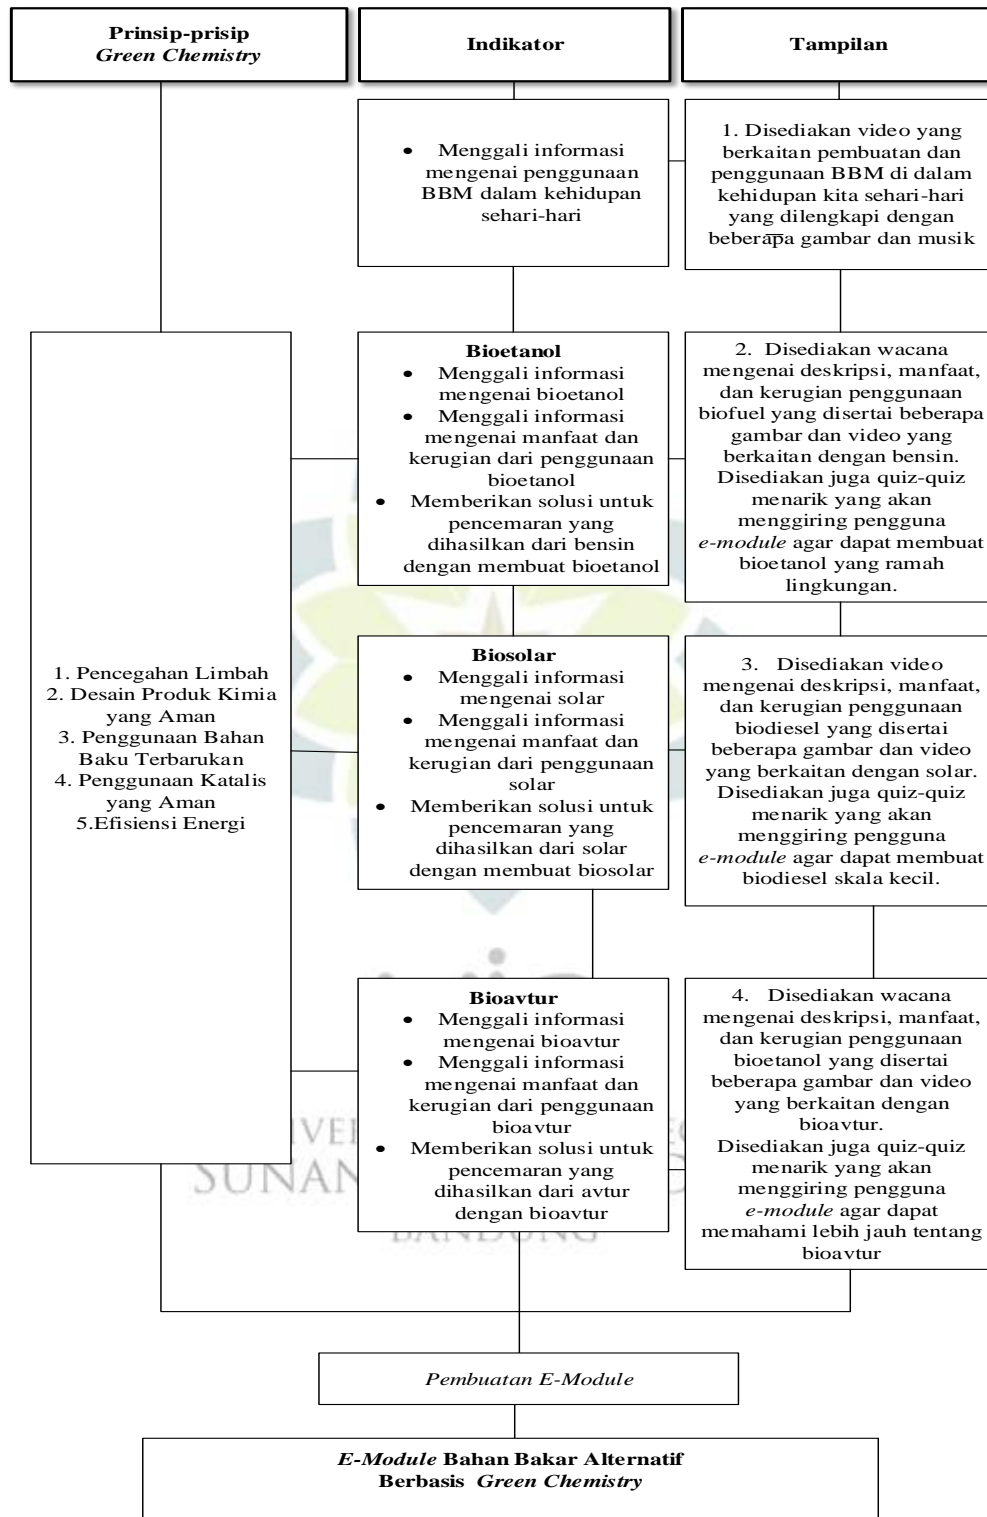 Prinsip-prisip
Green Chemistry
Indikator
Tampilan
• Menggali informasi
mengenai penggunaan
BBM dalam kehidupan
sehari-hari
1. Disediakan video yang
berkaitan pembuatan dan
penggunaan BBM di dalam
kehidupan kita sehari-hari
yang dilengkapi dengan
beberapa gambar dan musik
1. Pencegahan Limbah
2. Desain Produk Kimia
yang Aman
3. Penggunaan Bahan
Baku Terbarukan
4. Penggunaan Katalis
yang Aman
5.Efisiensi Energi
Bioetanol
• Menggali informasi
mengenai bioetanol
• Menggali informasi
mengenai manfaat dan
kerugian dari penggunaan
bioetanol
• Memberikan solusi untuk
pencemaran yang
dihasilkan dari bensin
dengan membuat bioetanol
2. Disediakan wacana
mengenai deskripsi, manfaat,
dan kerugian penggunaan
biofuel yang disertai beberapa
gambar dan video yang
berkaitan dengan bensin.
Disediakan juga quiz-quiz
menarik yang akan
menggiring pengguna
e-module agar dapat membuat
bioetanol yang ramah
lingkungan.
Biosolar
• Menggali informasi
mengenai solar
• Menggali informasi
mengenai manfaat dan
kerugian dari penggunaan
solar
• Memberikan solusi untuk
pencemaran yang
dihasilkan dari solar
dengan membuat biosolar
3. Disediakan video
mengenai deskripsi, manfaat,
dan kerugian penggunaan
biodiesel yang disertai
beberapa gambar dan video
yang berkaitan dengan solar.
Disediakan juga quiz-quiz
menarik yang akan
menggiring pengguna
e-module agar dapat membuat
biodiesel skala kecil.
Bioavtur
• Menggali informasi
mengenai bioavtur
• Menggali informasi
mengenai manfaat dan
kerugian dari penggunaan
bioavtur
• Memberikan solusi untuk
pencemaran yang
dihasilkan dari avtur
dengan bioavtur
4. Disediakan wacana
mengenai deskripsi, manfaat,
dan kerugian penggunaan
bioetanol yang disertai
beberapa gambar dan video
yang berkaitan dengan
bioavtur.
Disediakan juga quiz-quiz
menarik yang akan
menggiring pengguna
e-module agar dapat
memahami lebih jauh tentang
bioavtur
SUNAN
BANDUNG
Pembuatan E-Module
E-Module Bahan Bakar Alternatif
Berbasis Green Chemistry